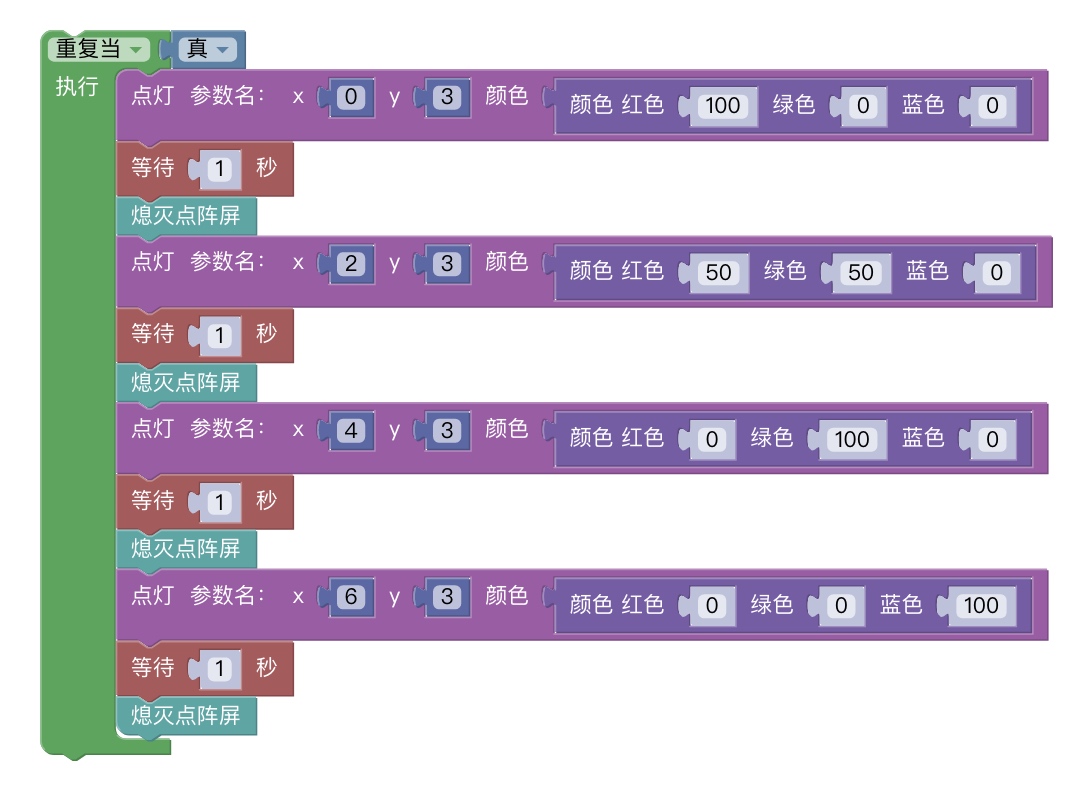 重复当 真
执行
点灯 参数名： x 0 y 3 颜色 颜色 红色 100 绿色 0 蓝色 0
等待 1 秒
熄灭点阵屏
点灯 参数名： x 2 y 3 颜色 颜色 红色 50 绿色 50 蓝色 0
等待 1 秒
熄灭点阵屏
点灯 参数名： x 4 y 3 颜色 颜色 红色 0 绿色 100 蓝色 0
等待 1 秒
熄灭点阵屏
点灯 参数名： x 6 y 3 颜色 颜色 红色 0 绿色 0 蓝色 100
等待 1 秒
熄灭点阵屏